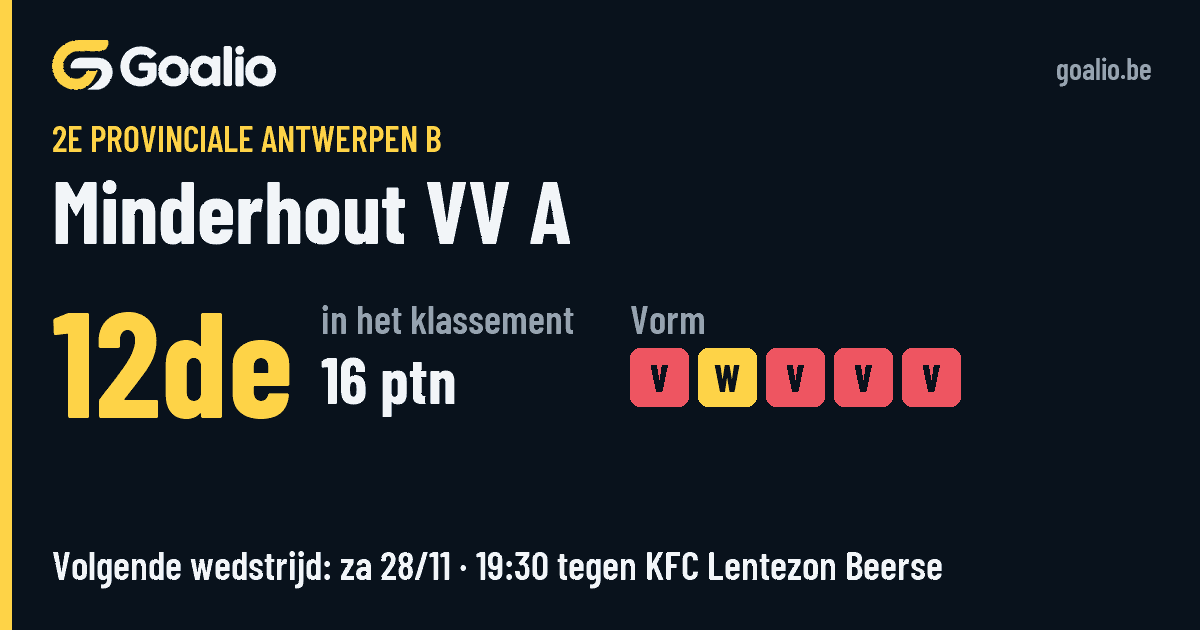 Goalio
goalio.be
2E PROVINCIALE ANTWERPEN B
Minderhout VV A
12de
in het klassement
16 ptn
Vorm
V W V V V
Volgende wedstrijd: za 28/11 · 19:30 tegen KFC Lentezon Beerse